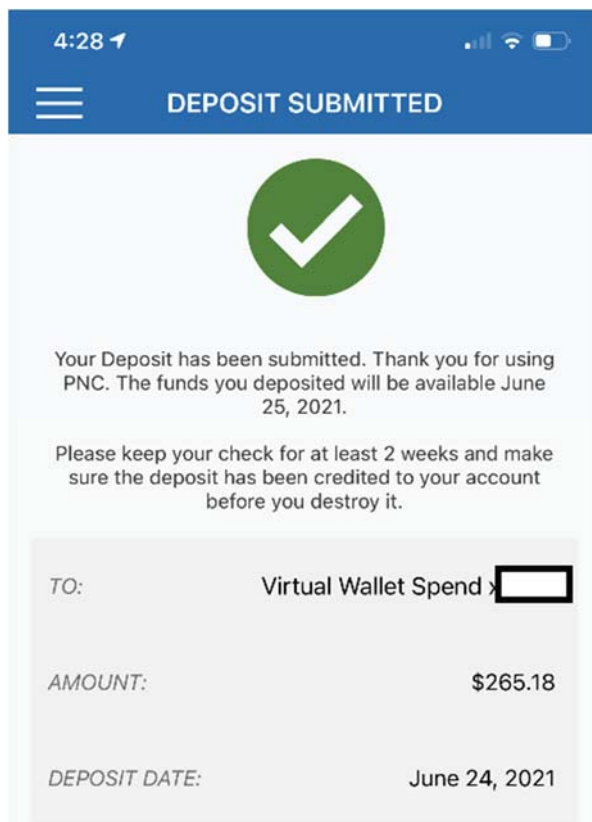 4:28
DEPOSIT SUBMITTED
Your Deposit has been submitted. Thank you for using
PNC. The funds you deposited will be available June
25, 2021.
Please keep your check for at least 2 weeks and make
sure the deposit has been credited to your account
before you destroy it.
TO: Virtual Wallet Spend x
AMOUNT: $265.18
DEPOSIT DATE: June 24, 2021